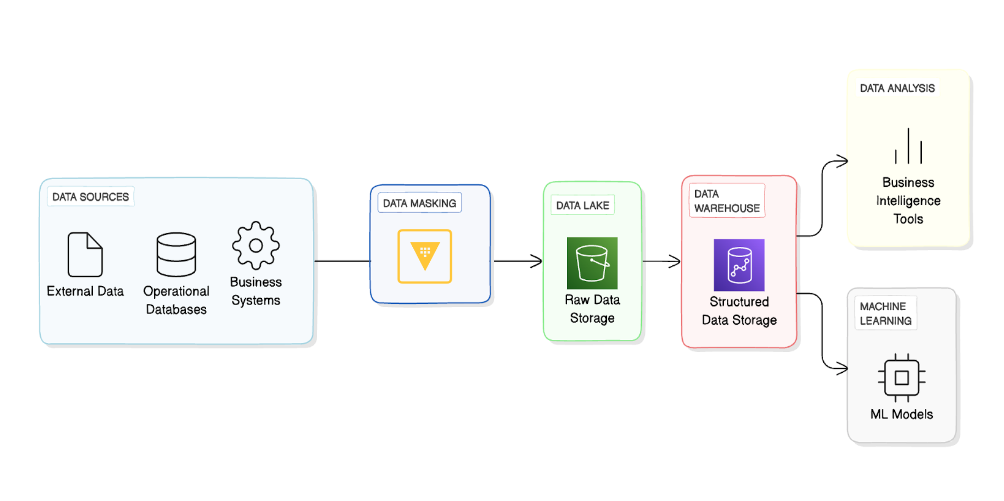 DATA SOURCES
External Data
Operational
Databases
Business
Systems
DATA MASKING
DATA LAKE
Raw Data
Storage
DATA
WAREHOUSE
Structured
Data Storage
DATA ANALYSIS
Business
Intelligence
Tools
MACHINE
LEARNING
ML Models